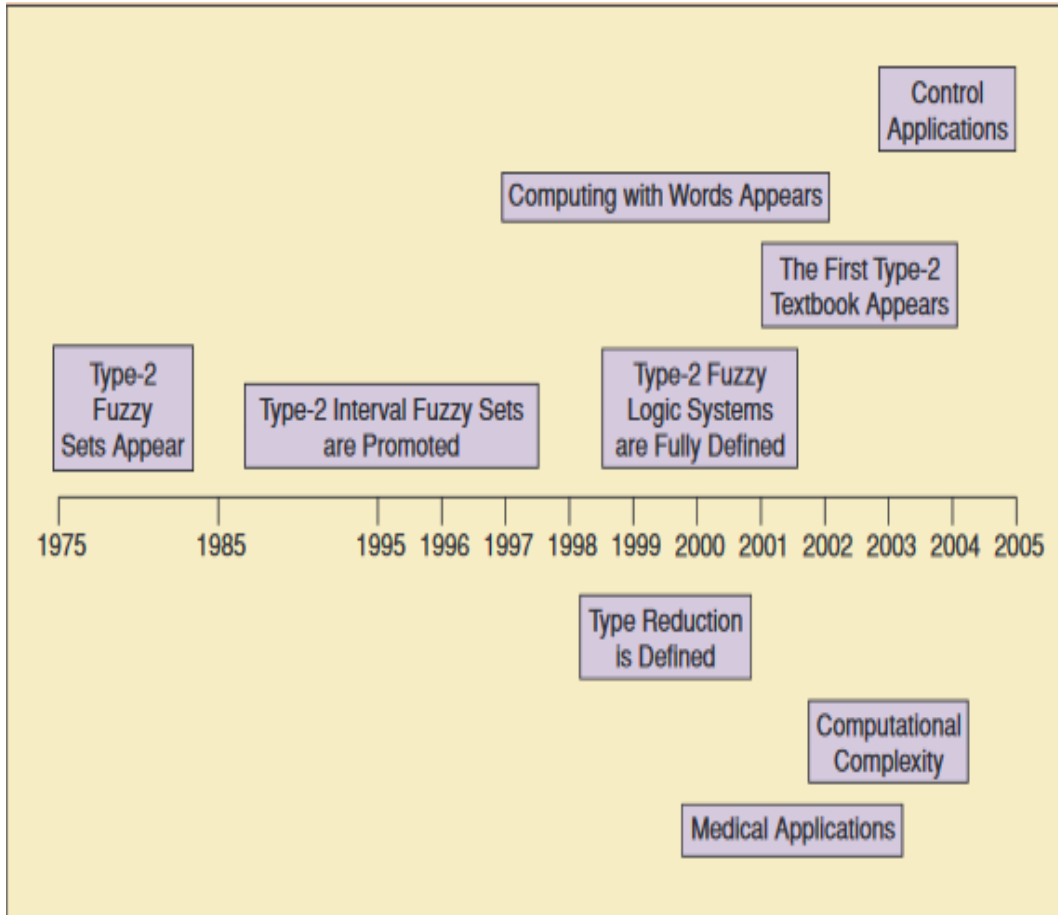 Control
Applications
Computing with Words Appears
The First Type-2
Textbook Appears
Type-2
Fuzzy
Sets Appear
Type-2 Interval Fuzzy Sets
are Promoted
Type-2 Fuzzy
Logic Systems
are Fully Defined
1975 1985 1995 1996 1997 1998 1999 2000 2001 2002 2003 2004 2005
Type Reduction
is Defined
Computational
Complexity
Medical Applications